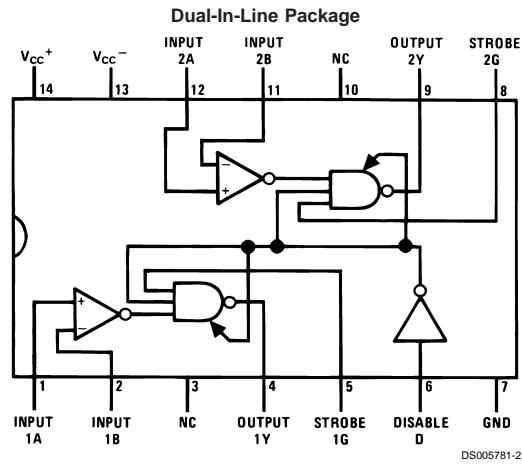 Dual-In-Line Package
INPUT INPUT OUTPUT STROBE
VCC+ VCC− 2A 2B NC 2Y 2G
14 13 12 11 10 9 8
−
+
+
−
1 2 3 4 5 6 7
INPUT INPUT NC OUTPUT STROBE DISABLE GND
1A 1B 1Y 1G D
DS005781-2